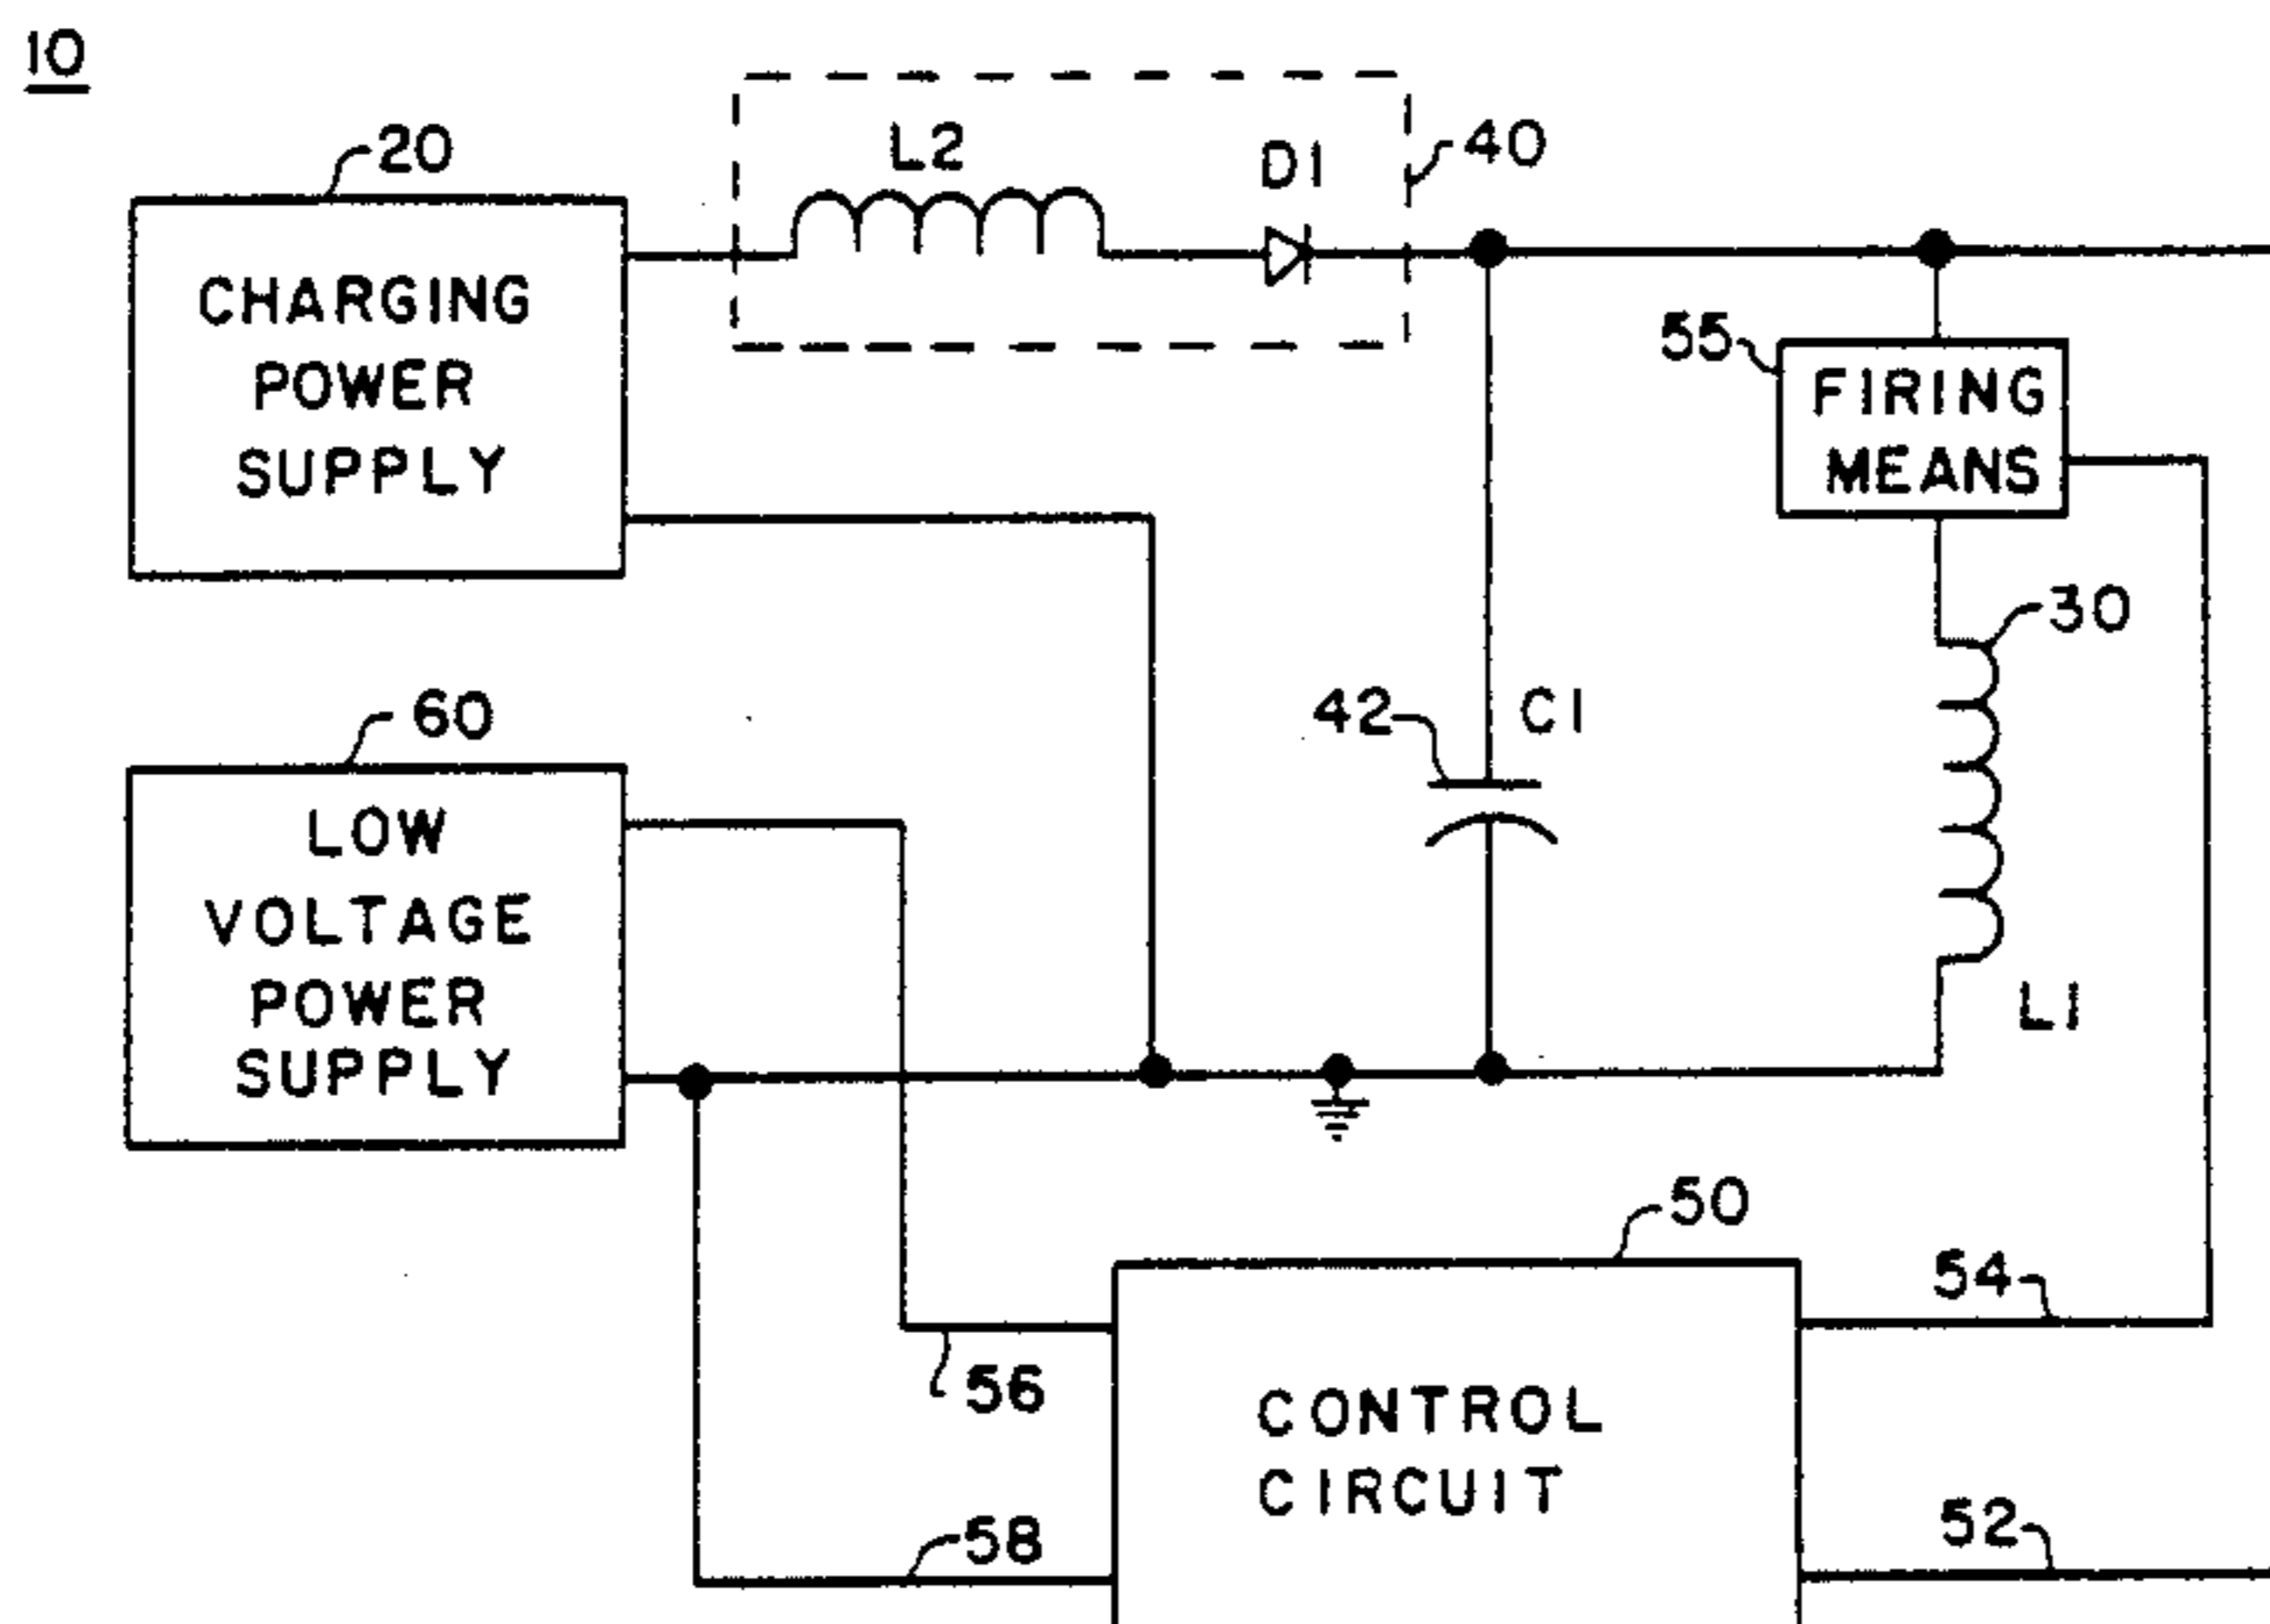 10
20
L2
D1
40
CHARGING
POWER
SUPPLY
55
FIRING
MEANS
30
60
42
C1
LOW
VOLTAGE
POWER
SUPPLY
L1
50
54
56
CONTROL
CIRCUIT
58
52